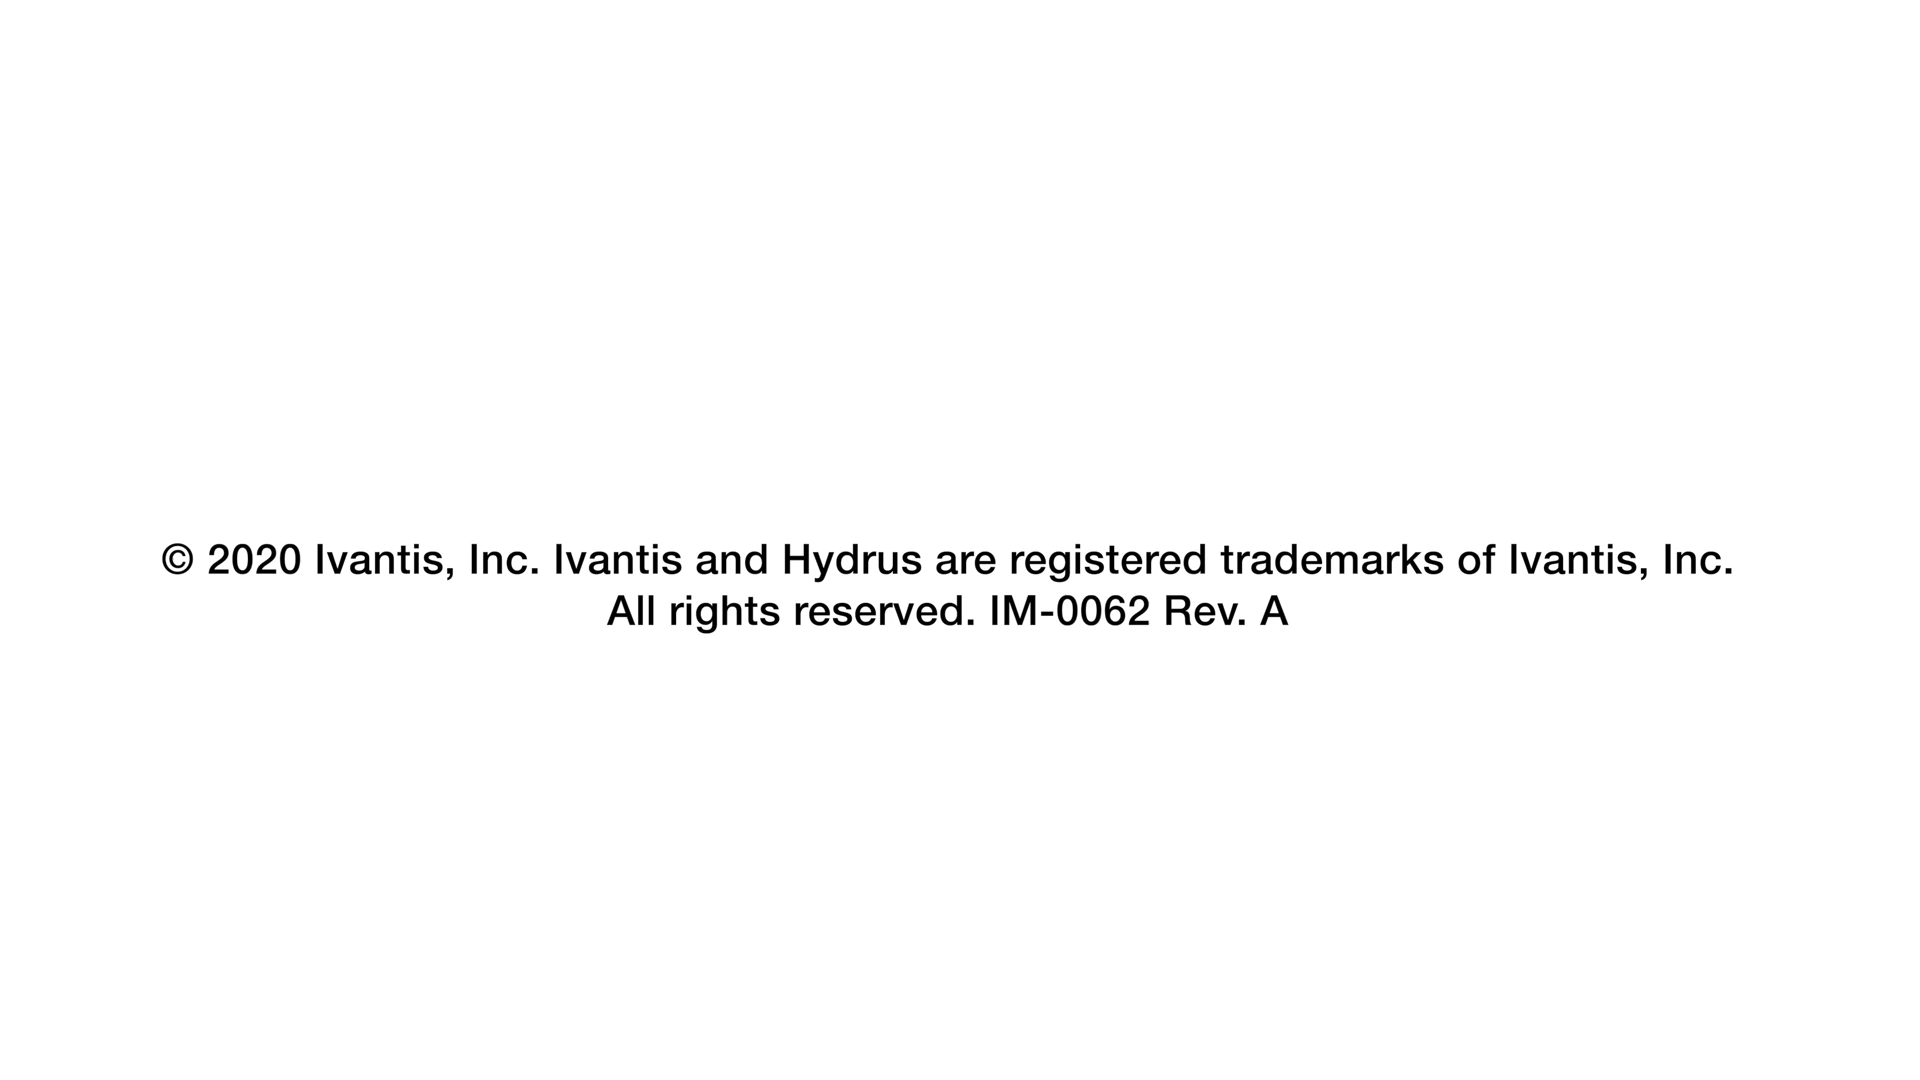 © 2020 Ivantis, Inc. Ivantis and Hydrus are registered trademarks of Ivantis, Inc.
All rights reserved. IM-0062 Rev. A